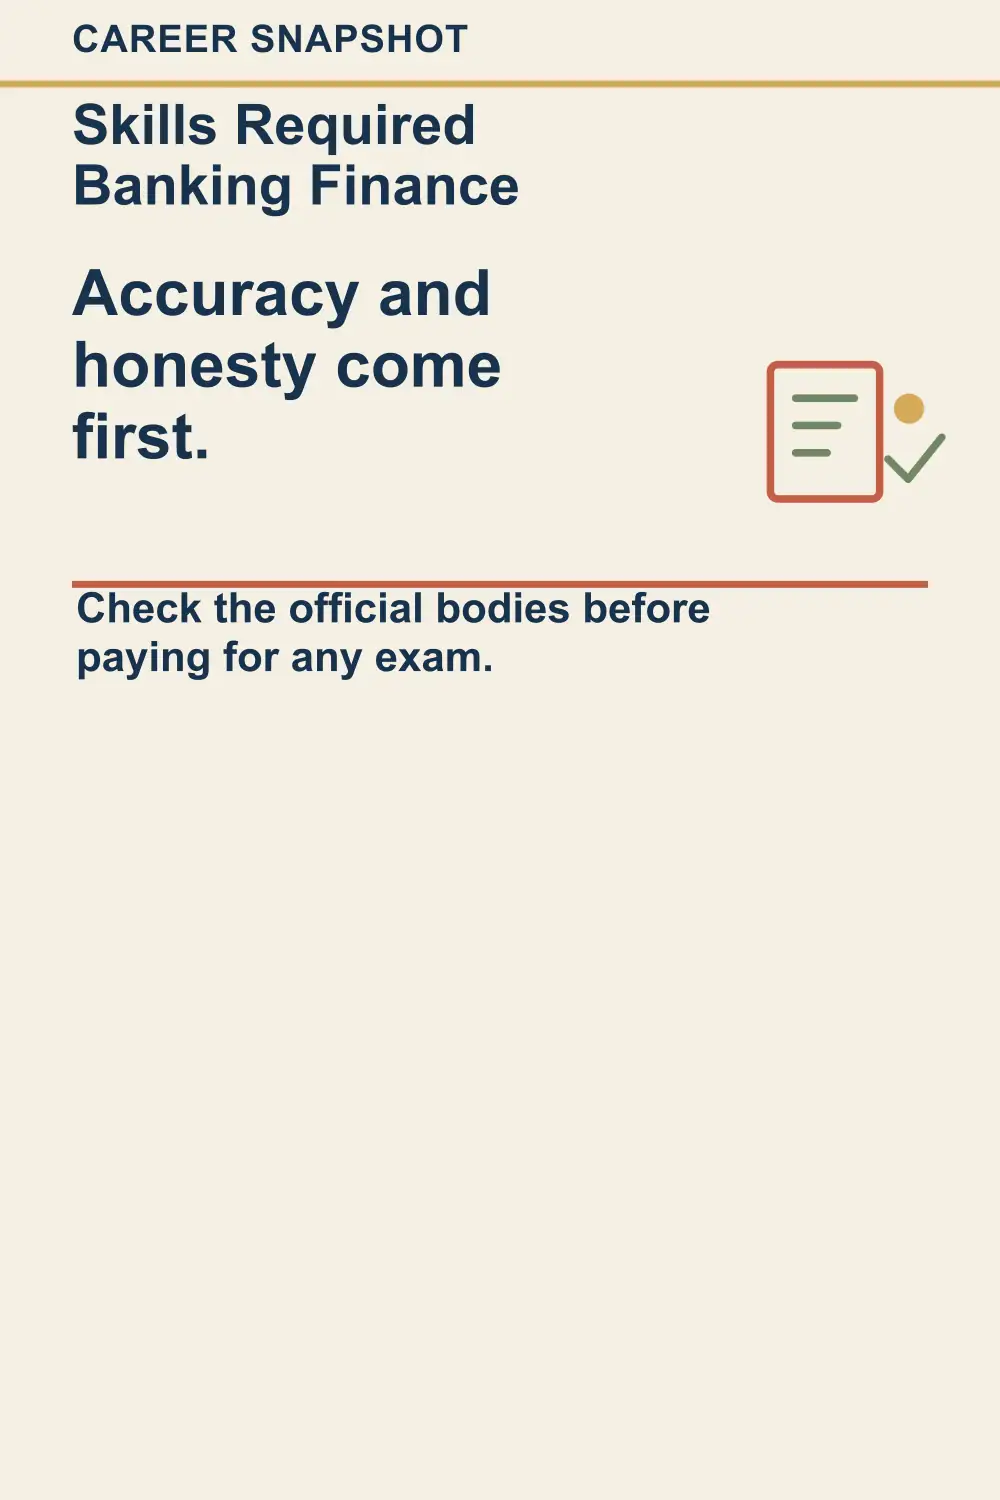 CAREER SNAPSHOT
Skills Required
Banking Finance
Accuracy and
honesty come
first.
Check the official bodies before
paying for any exam.